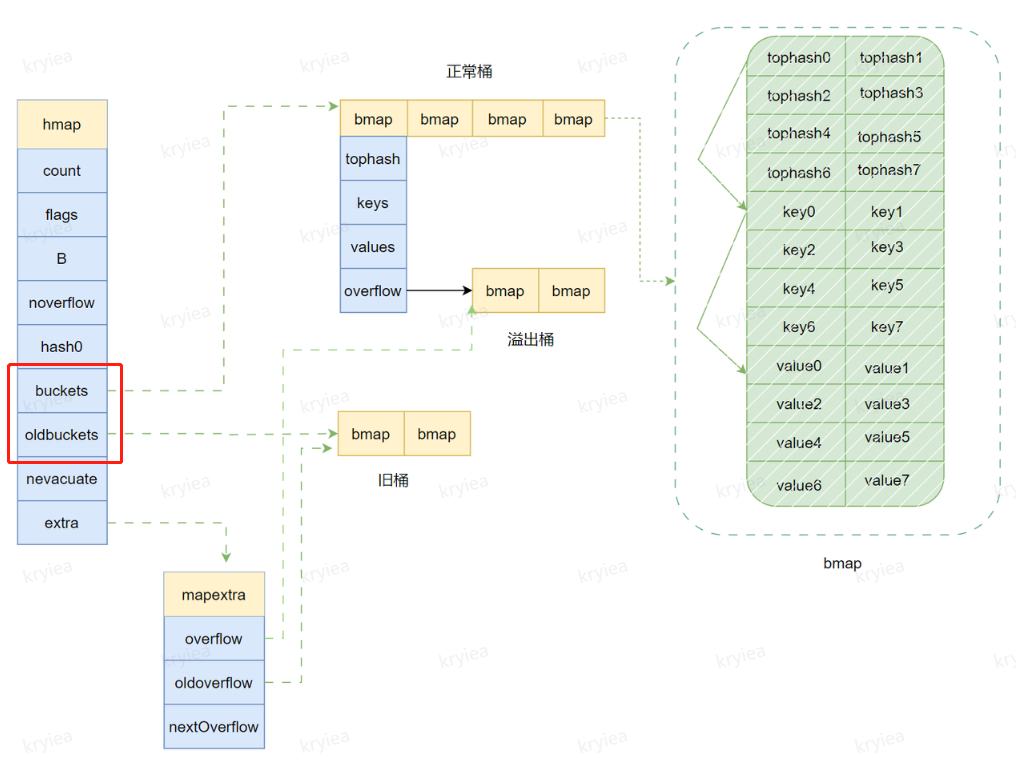 hmap
count
flags
B
noverflow
hash0
buckets
oldbuckets
nevacuate
extra
正常桶
bmap bmap bmap bmap
tophash
keys
values
overflow
bmap bmap
溢出桶
bmap bmap
旧桶
mapextra
overflow
oldoverflow
nextOverflow
tophash0 tophash1
tophash2 tophash3
tophash4 tophash5
tophash6 tophash7
key0 key1
key2 key3
key4 key5
key6 key7
value0 value1
value2 value3
value4 value5
value6 value7
bmap
kryiea